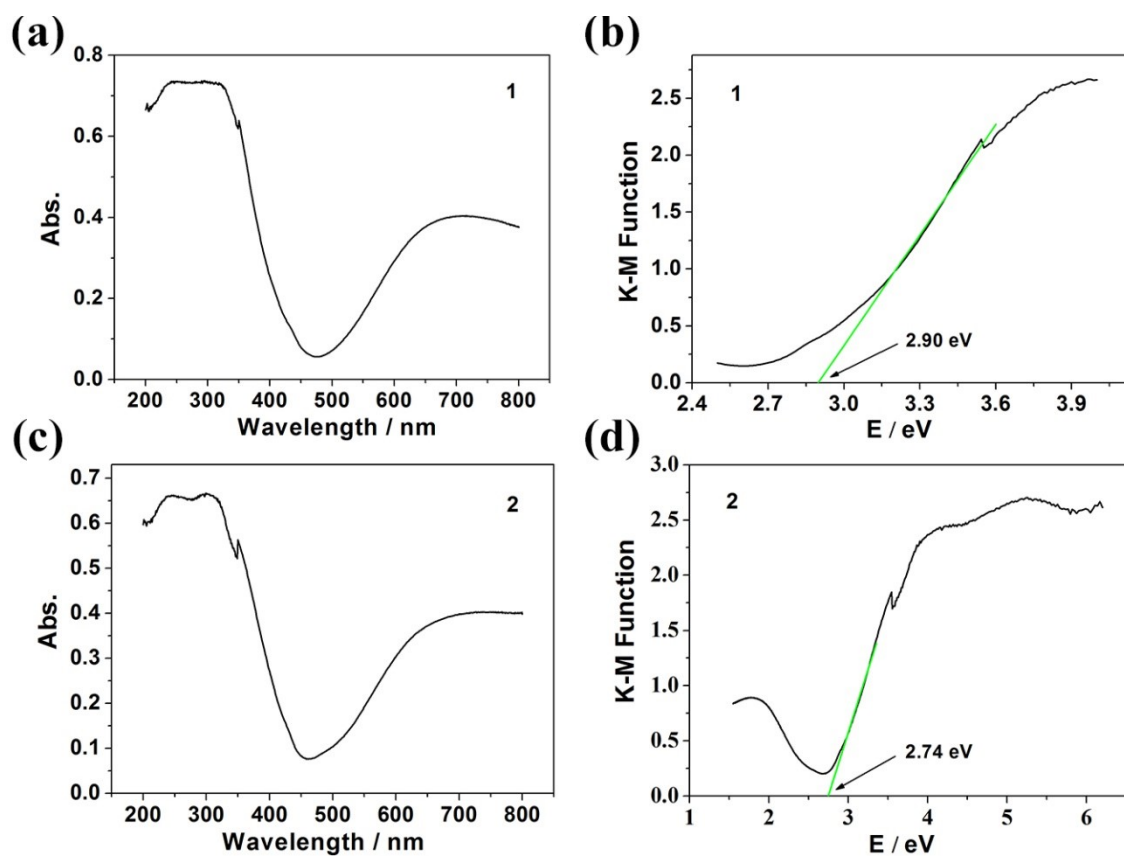 (a)
0.8
0.6
0.4
0.2
0.0
Abs.
1
200 300 400 500 600 700 800
Wavelength / nm
(b)
2.5
2.0
1.5
1.0
0.5
0.0
K-M Function
1
2.90 eV
2.4 2.7 3.0 3.3 3.6 3.9
E / eV
(c)
0.7
0.6
0.5
0.4
0.3
0.2
0.1
0.0
Abs.
2
200 300 400 500 600 700 800
Wavelength / nm
(d)
3.0
2.5
2.0
1.5
1.0
0.5
0.0
K-M Function
2
2.74 eV
1 2 3 4 5 6
E / eV